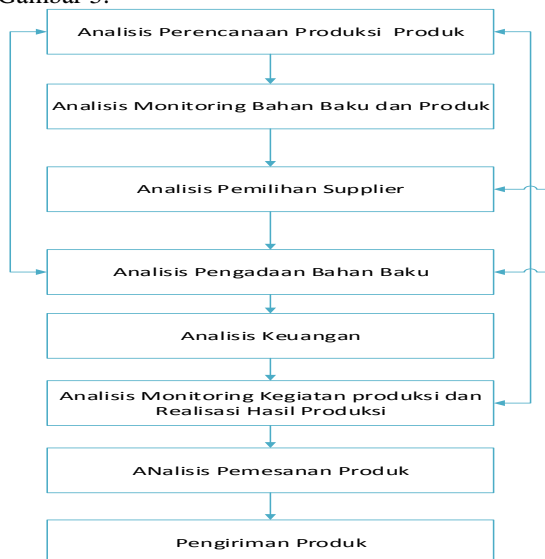 Gambar 3.
Analisis Perencanaan Produksi Produk
Analisis Monitoring Bahan Baku dan Produk
Analisis Pemilihan Supplier
Analisis Pengadaan Bahan Baku
Analisis Keuangan
Analisis Monitoring Kegiatan produksi dan
Realisasi Hasil Produksi
ANalisis Pemesanan Produk
Pengiriman Produk